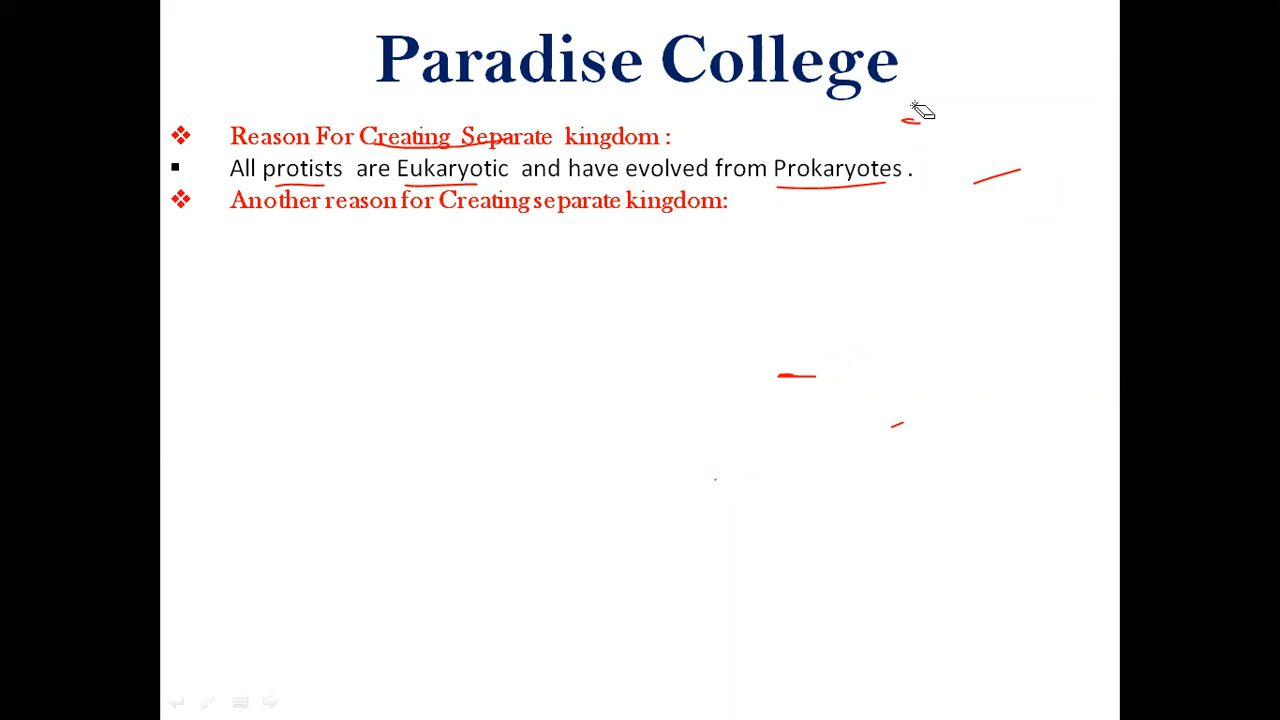 Paradise College
Reason For Creating Separate kingdom :
All protists are Eukaryotic and have evolved from Prokaryotes .
Another reason for Creating separate kingdom: